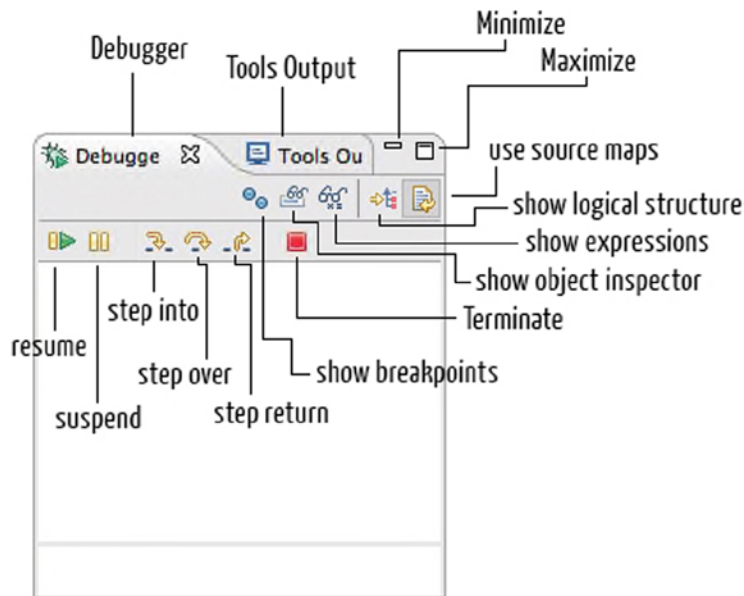 Minimize
Debugger
Tools Output
Maximize
Debugge
Tools Ou
use source maps
show logical structure
show expressions
show object inspector
step into
Terminate
resume
step over
show breakpoints
suspend
step return